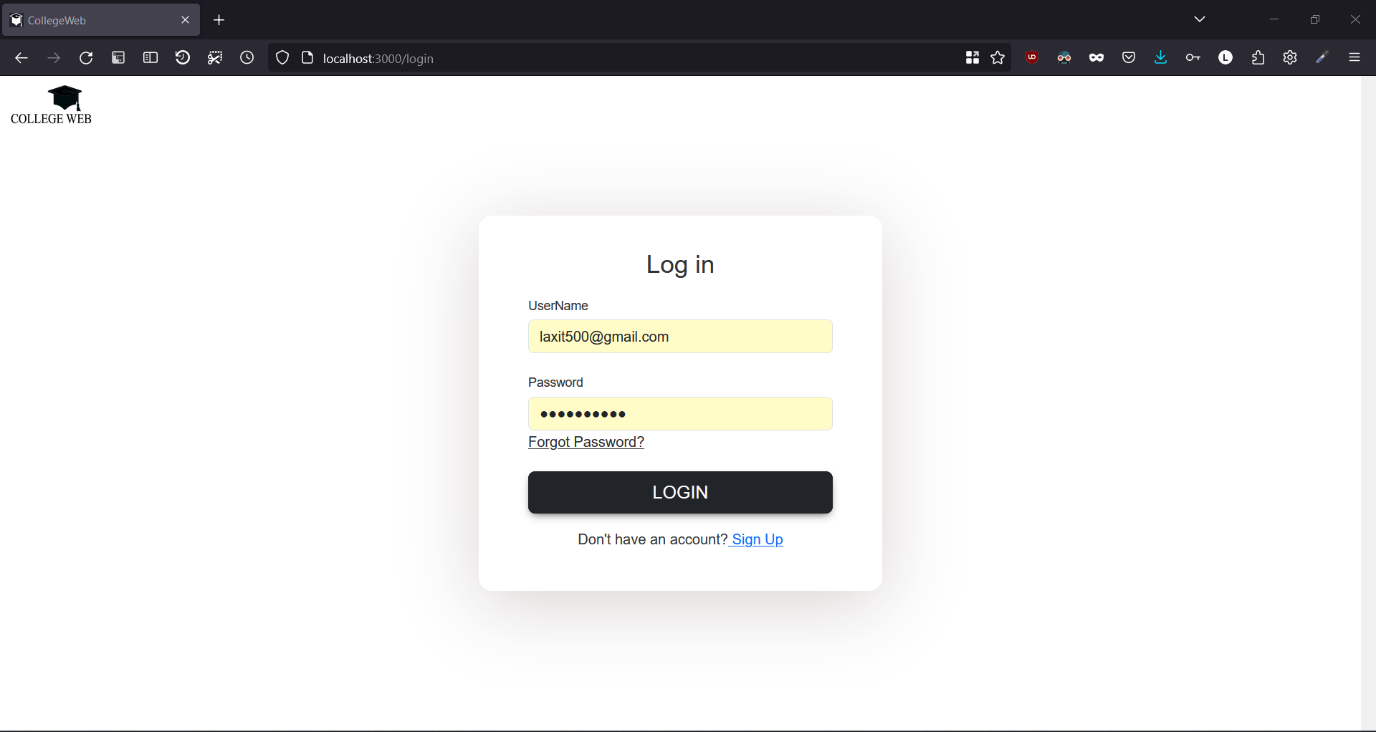 CollegeWeb
localhost:3000/login
COLLEGE WEB
Log in
UserName
laxit500@gmail.com
Password
●●●●●●●●●●
Forgot Password?
LOGIN
Don't have an account? Sign Up